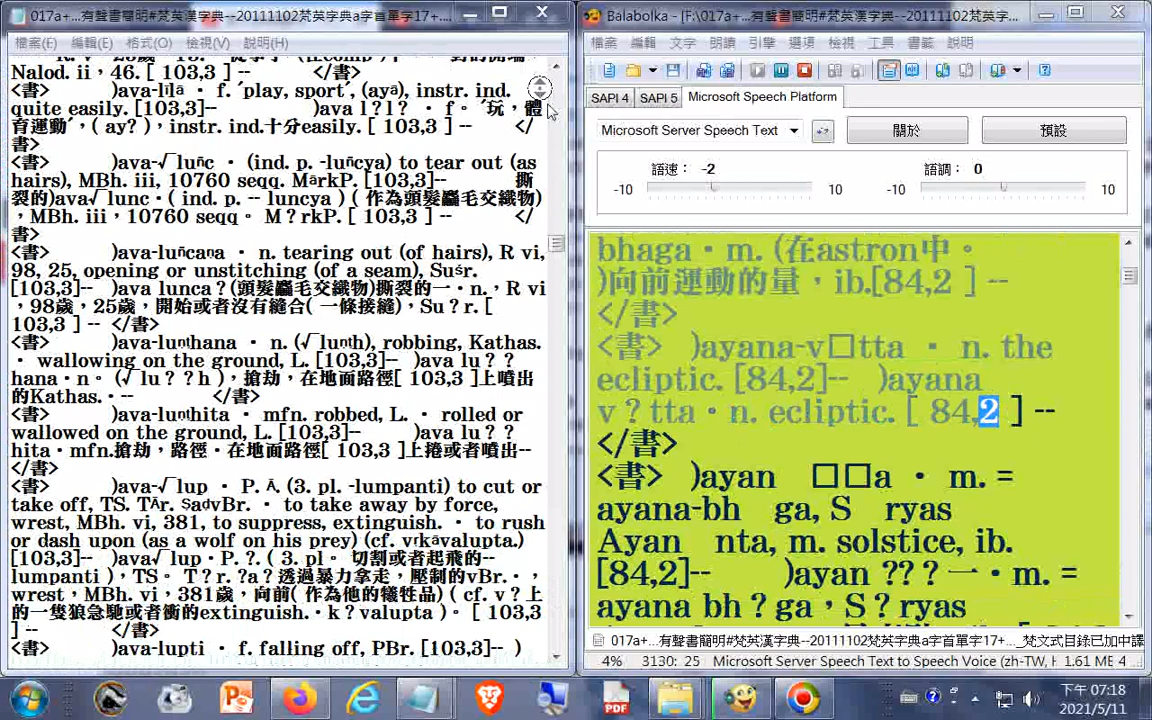 017a+...有聲書簡明#梵英漢字典--20111102梵英字典a字首單字17+...
檔案(E) 編輯(E) 格式(O) 檢視(V) 說明(H)
Nalod. ii, 46. [ 103,3 ] -- </書>
<書> )ava-līlā ‧ f. ′play, sport′, (ayā), instr. ind.
quite easily. [103,3]-- )ava l?l? ‧ f。′玩，體
育運動′，( ay?)，instr. ind.十分easily. [ 103,3 ] -- </
書>
<書> )ava-√luñc ‧ (ind. p. -luñcya) to tear out (as
hairs), MBh. iii, 10760 seqq. MārkP. [103,3]-- 撕
裂的)ava√lunc‧( ind. p. -- luncya ) ( 作為頭髮鬣毛交織物)
，MBh. iii，10760 seqq。M？rkP. [ 103,3 ] -- </
書>
<書> )ava-luñcana ‧ n. tearing out (of hairs), R vi,
98, 25, opening or unstitching (of a seam), Suśr.
[103,3]-- )ava lunca？(頭髮鬣毛交織物)撕裂的一‧n.，R vi
，98歲，25歲，開始或者沒有縫合( 一條接縫)，Su？r. [
103,3 ] -- </書>
<書> )ava-luṇṭhana ‧ n. (√luṇṭh), robbing, Kathas.
‧ wallowing on the ground, L. [103,3]-- )ava lu？？
hana‧n。(√lu？？h )，搶劫，在地面路徑[ 103,3 ]上噴出
的Kathas.‧-- </書>
<書> )ava-luṇṭhita ‧ mfn. robbed, L. ‧ rolled or
wallowed on the ground, L. [103,3]-- )ava lu？？
hita‧mfn.搶劫，路徑‧在地面路徑[ 103,3 ]上捲或者噴出--
</書>
<書> )ava-√lup ‧ P. Ā. (3. pl. -lumpanti) to cut or
take off, TS. TĀr. ṢaḍvBr. ‧ to take away by force,
wrest, MBh. vi, 381, to suppress, extinguish. ‧ to rush
or dash upon (as a wolf on his prey) (cf. vṛkāvalupta.)
[103,3]-- )ava√lup‧P. ？. ( 3. pl。切割或者起飛的--
lumpanti )，TS。T？r. ?a？透過暴力拿走，壓制的vBr.‧，
wrest，MBh. vi，381歲，向前( 作為他的犧牲品) ( cf. v？上
的一隻狼急馳或者衝的extinguish.‧k？valupta )。[ 103,3
] -- </書>
<書> )ava-lupti ‧ f. falling off, PBr. [103,3]-- )
Balabolka - [F:\017a+...有聲書簡明#梵英漢字典--20111102梵英字...
檔案 編輯 文字 朗讀 引擎 選項 檢視 工具 書籤 說明
SAPI 4 SAPI 5 Microsoft Speech Platform
Microsoft Server Speech Text 關於 預設
語速: -2 語調: 0
-10 10 -10 10
bhaga‧m. (在astron中。
)向前運動的量，ib.[84,2 ] --
</書>
<書> )ayana-v□tta ‧ n. the
ecliptic. [84,2]-- )ayana
v？tta‧n. ecliptic. [ 84,2 ] --
</書>
<書> )ayan □□a ‧ m. =
ayana-bh ga, S ryas
Ayan nta, m. solstice, ib.
[84,2]-- )ayan ???一‧m. =
ayana bh？ga，S？ryas
017a+...有聲書簡明#梵英漢字典--20111102梵英字典a字首單字17+..._梵文式目錄已加中譯
4% 3130: 25 Microsoft Server Speech Text to Speech Voice (zh-TW, H 1.61 MB 4
下午 07:18
2021/5/11